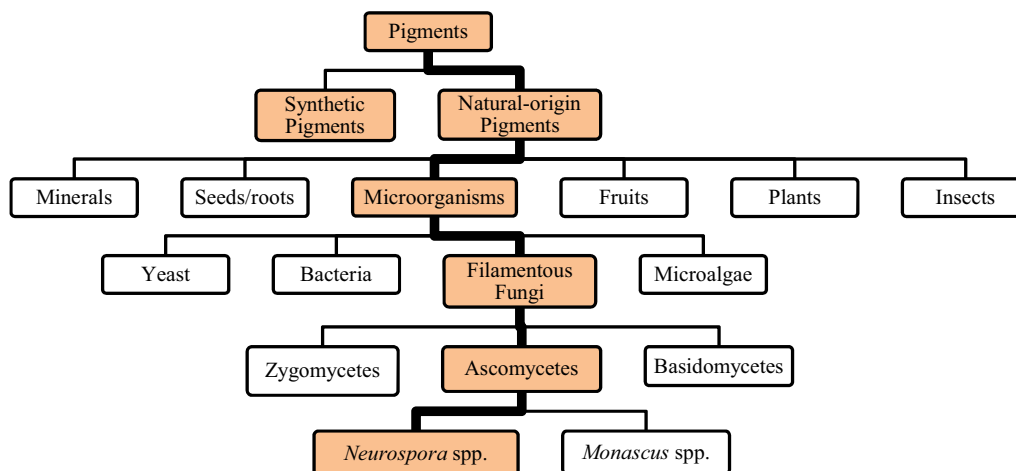 Pigments
Synthetic
Pigments
Natural-origin
Pigments
Minerals
Seeds/roots
Microorganisms
Fruits
Plants
Insects
Yeast
Bacteria
Filamentous
Fungi
Microalgae
Zygomycetes
Ascomycetes
Basidomycetes
Neurospora spp.
Monascus spp.